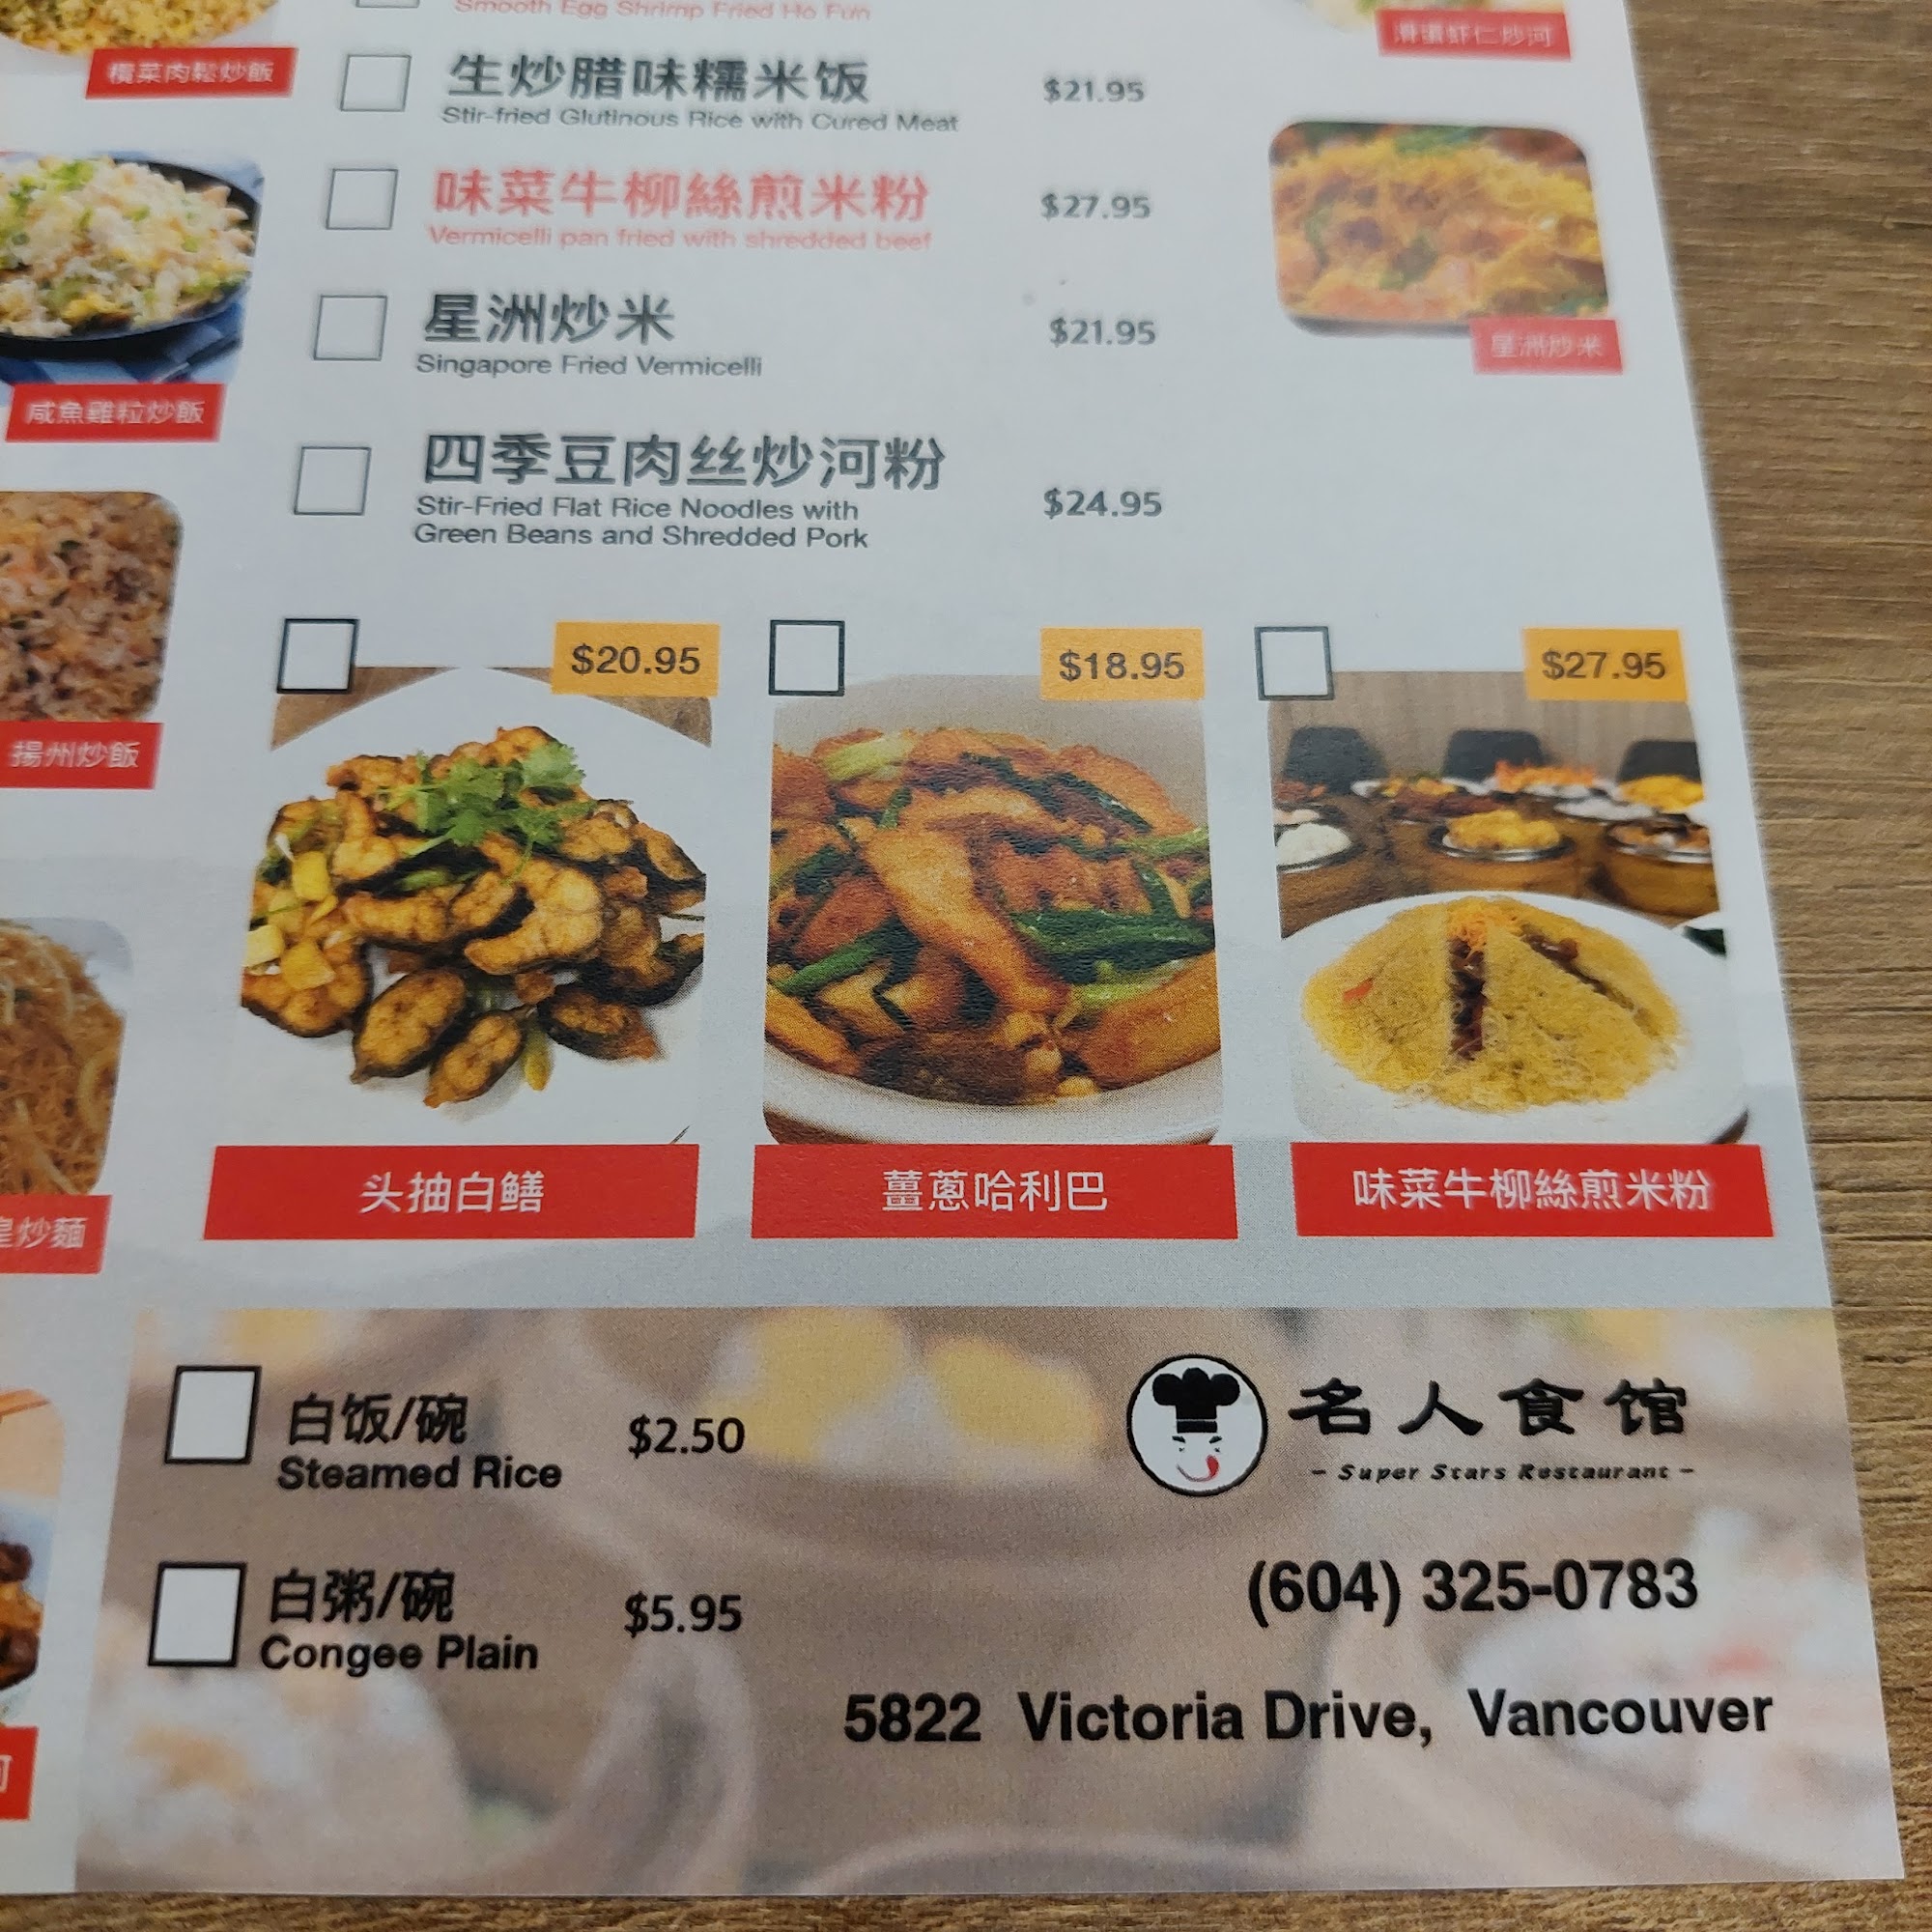 Smooth Egg Shrimp Fried Ho Fun
滑蛋虾仁炒河
欖菜肉鬆炒飯
生炒腊味糯米饭
$21.95
Stir-fried Glutinous Rice with Cured Meat
味菜牛柳絲煎米粉
$27.95
Vermicelli pan fried with shredded beef
星洲炒米
$21.95
Singapore Fried Vermicelli
星洲炒米
咸魚雞粒炒飯
四季豆肉丝炒河粉
Stir-Fried Flat Rice Noodles with
$24.95
Green Beans and Shredded Pork
揚州炒飯
$20.95
$18.95
$27.95
头抽白鳝
薑蔥哈利巴
味菜牛柳絲煎米粉
皇炒麵
白饭/碗
$2.50
Steamed Rice
白粥/碗
$5.95
Congee Plain
名人食馆
- Super Stars Restaurant -
(604) 325-0783
5822 Victoria Drive, Vancouver